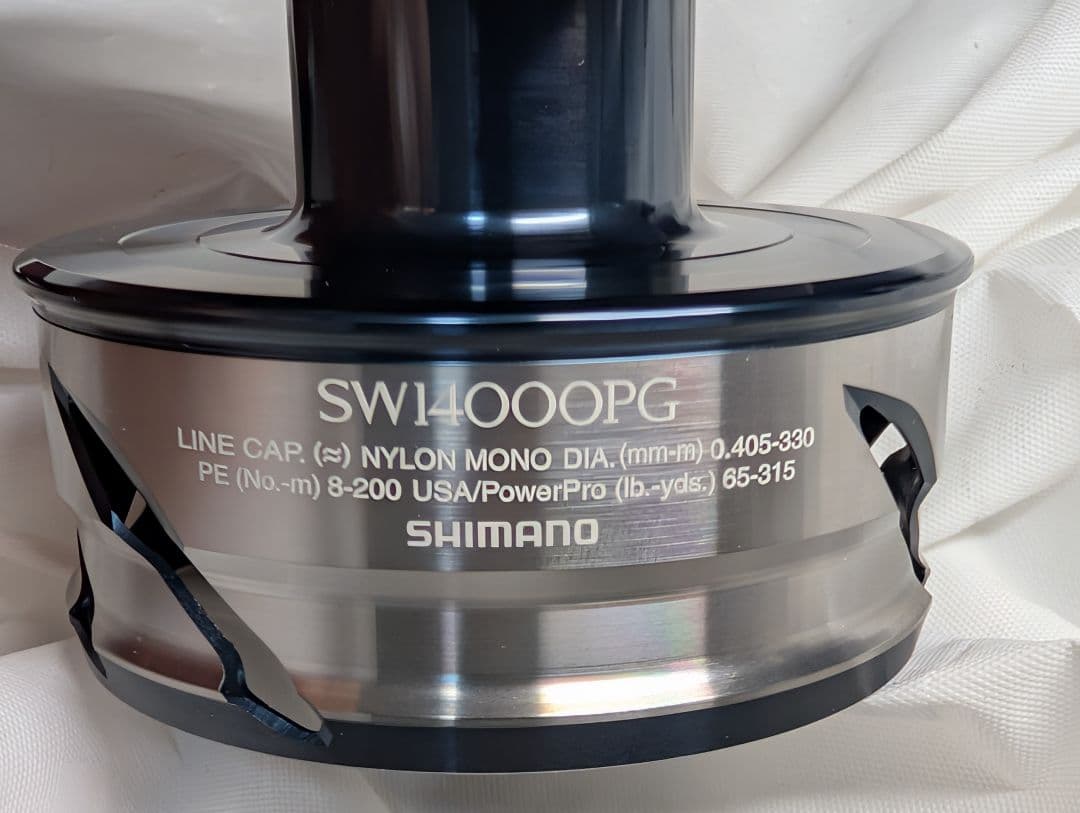 SW14000PG
LINE CAP. (≈) NYLON MONO DIA. (mm-m) 0.405-330
PE (No.-m) 8-200 USA/PowerPro (lb.-yds.) 65-315
SHIMANO